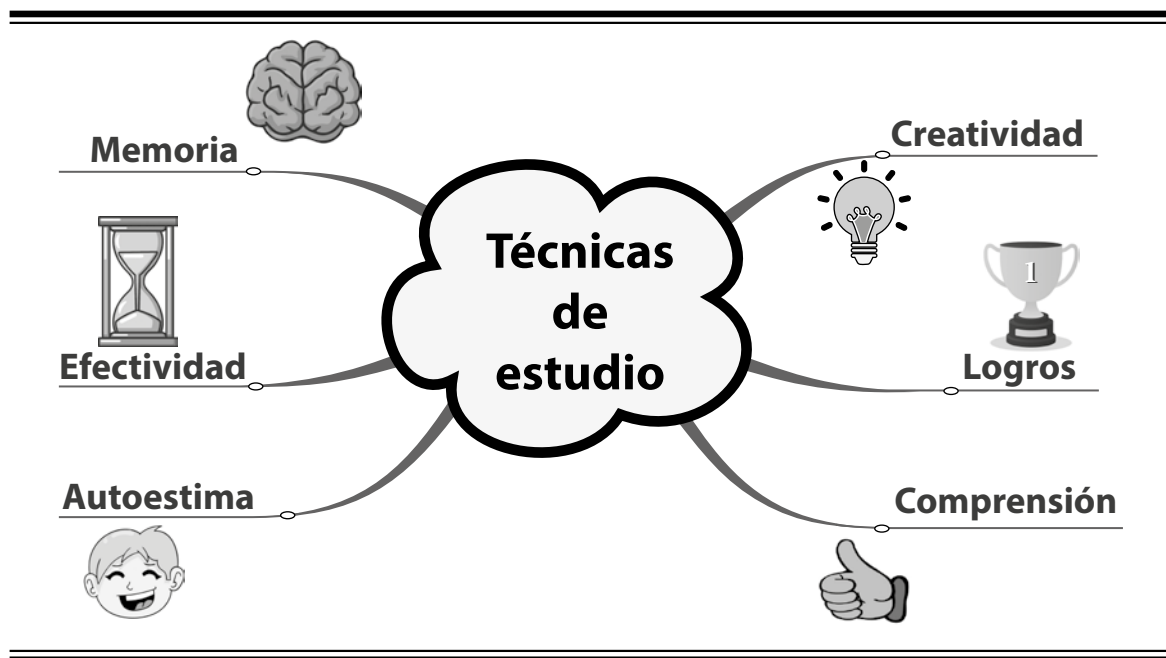 Memoria
Creatividad
Técnicas
de
estudio
1
Efectividad
Logros
Autoestima
Comprensión